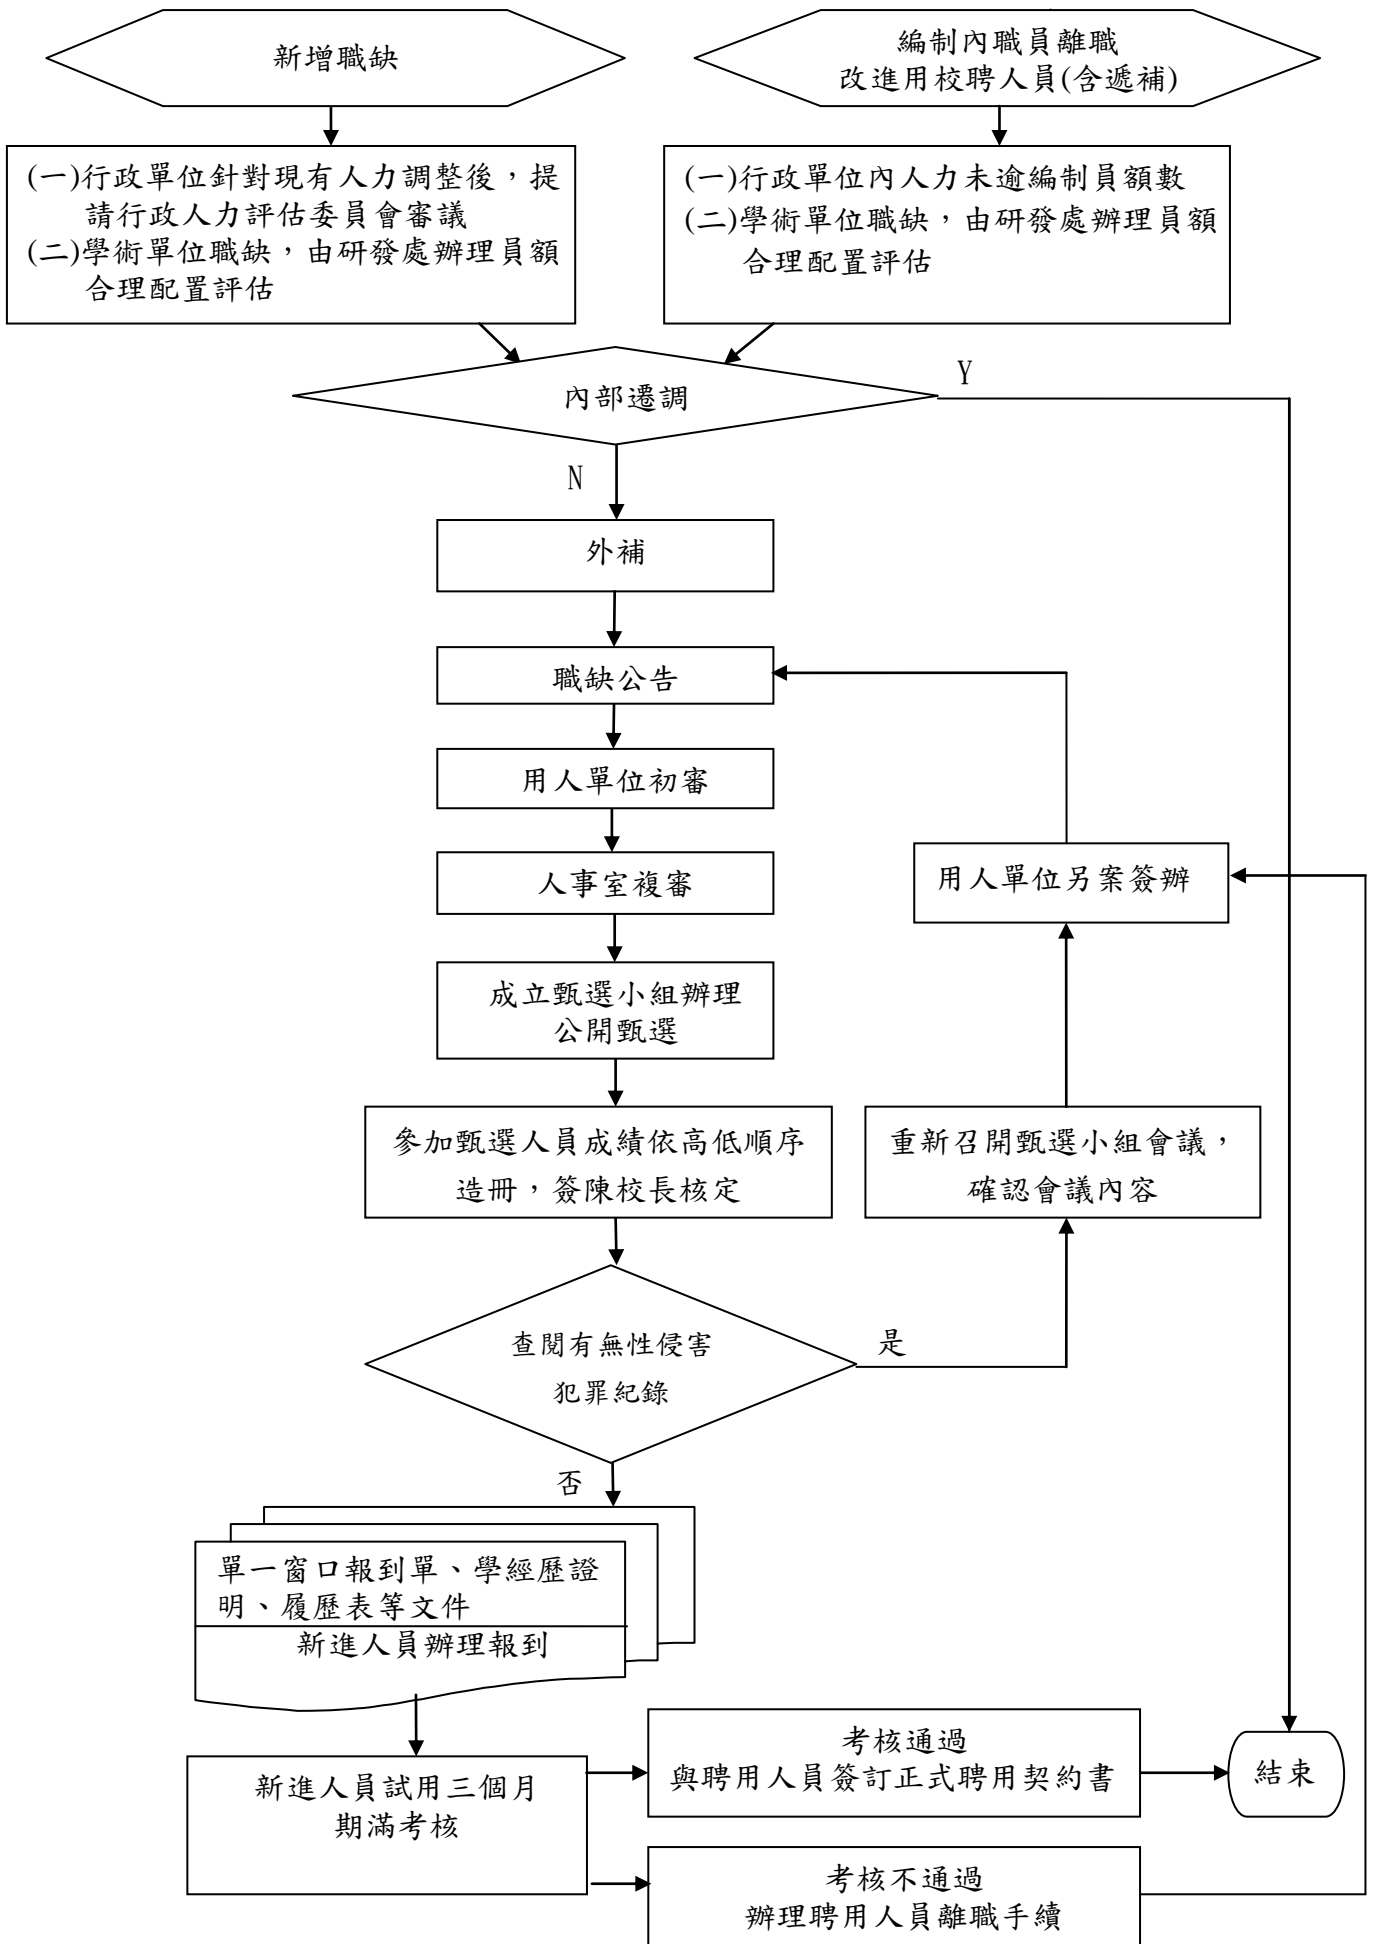 新增職缺
編制內職員離職
改進用校聘人員(含遞補)
(一)行政單位針對現有人力調整後，提
請行政人力評估委員會審議
(二)學術單位職缺，由研發處辦理員額
合理配置評估
(一)行政單位內人力未逾編制員額數
(二)學術單位職缺，由研發處辦理員額
合理配置評估
內部遷調
Y
N
外補
職缺公告
用人單位初審
人事室複審
用人單位另案簽辦
成立甄選小組辦理
公開甄選
參加甄選人員成績依高低順序
造冊，簽陳校長核定
重新召開甄選小組會議，
確認會議內容
查閱有無性侵害
犯罪紀錄
是
否
單一窗口報到單、學經歷證
明、履歷表等文件
新進人員辦理報到
新進人員試用三個月
期滿考核
考核通過
與聘用人員簽訂正式聘用契約書
結束
考核不通過
辦理聘用人員離職手續